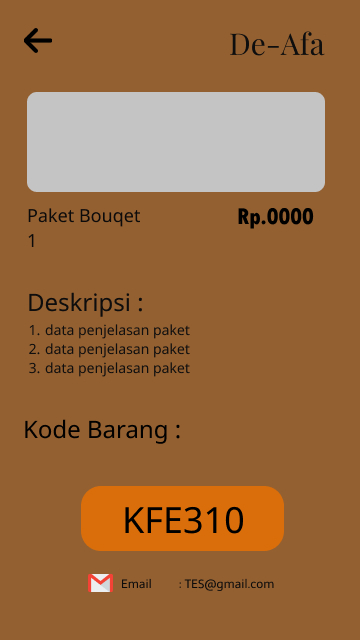 De-Afa
Paket Bouqet
1
Rp.0000
Deskripsi :
1. data penjelasan paket
2. data penjelasan paket
3. data penjelasan paket
Kode Barang :
KFE310
Email : TES@gmail.com